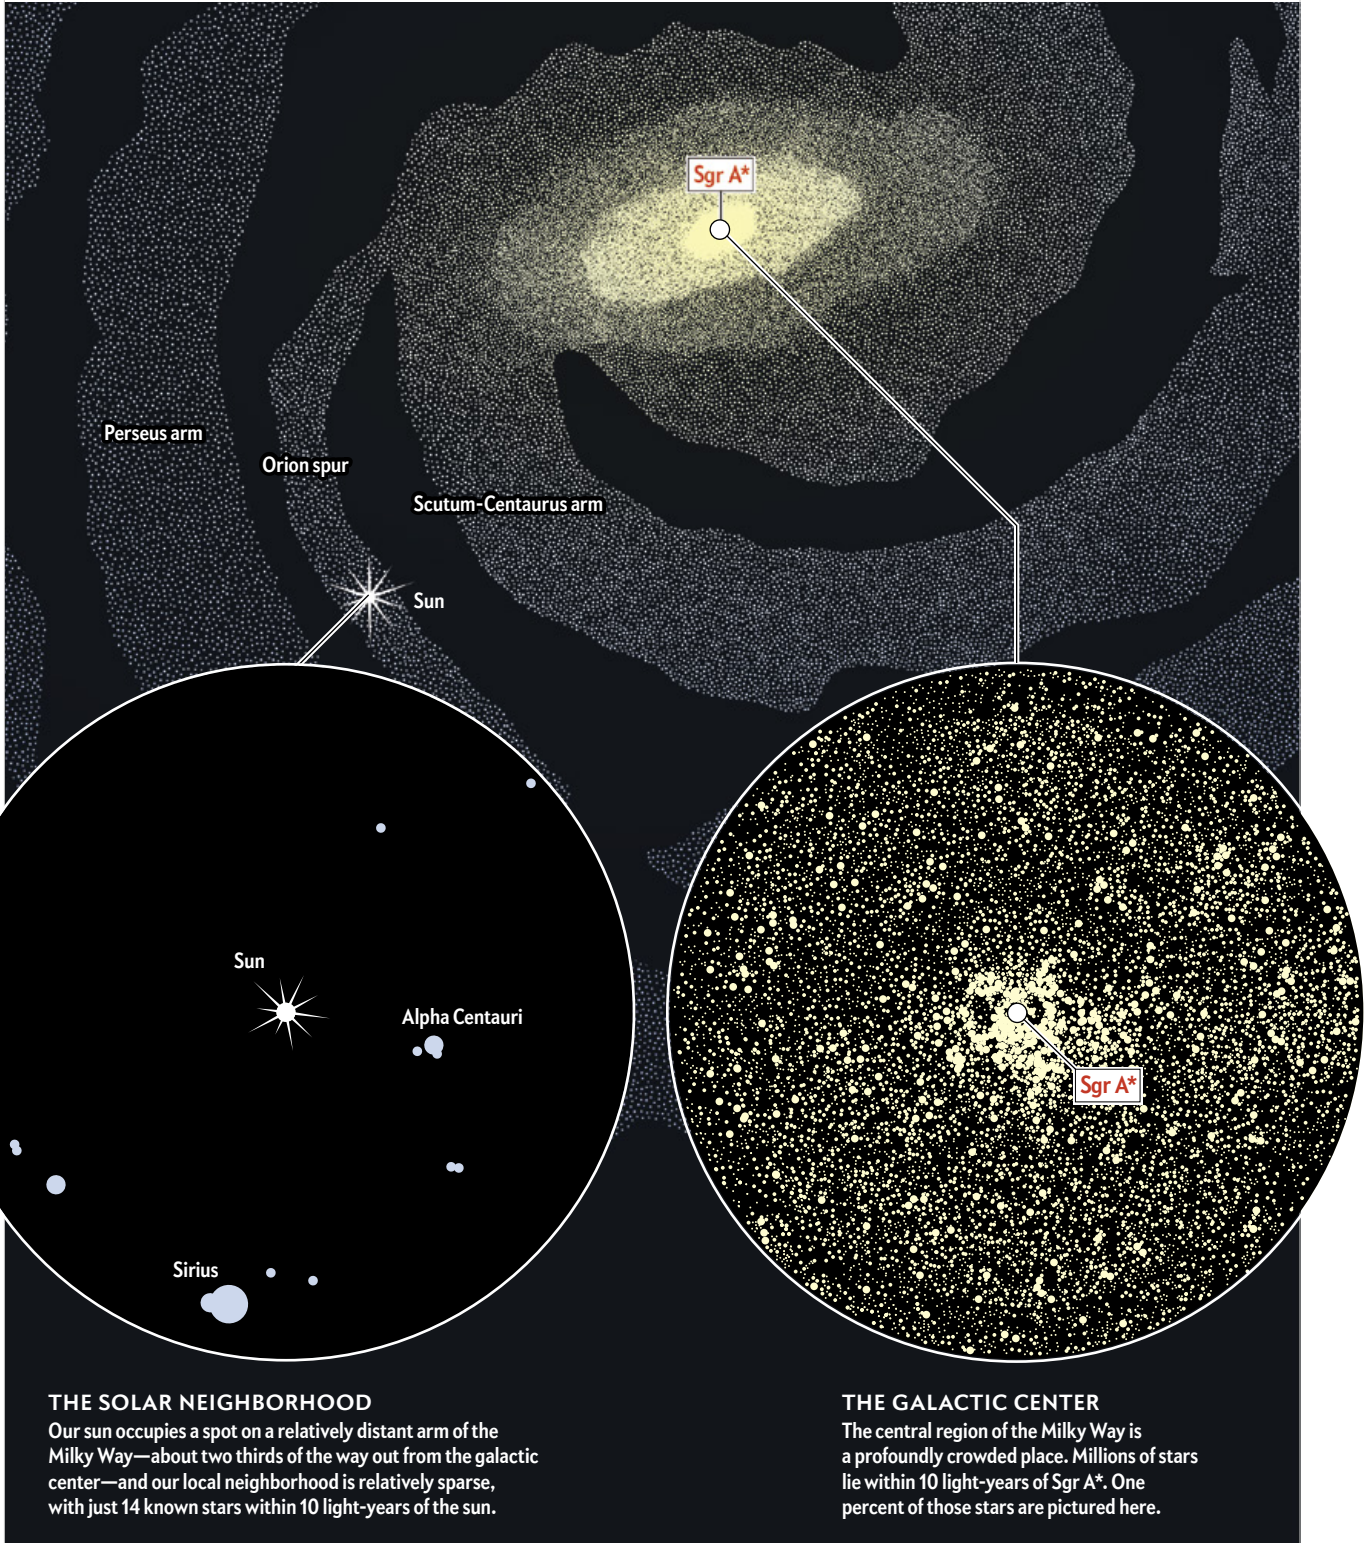 Sgr A*
Perseus arm
Orion spur
Scutum-Centaurus arm
Sun
Sun
Alpha Centauri
Sgr A*
Sirius
THE SOLAR NEIGHBORHOOD
Our sun occupies a spot on a relatively distant arm of the
Milky Way—about two thirds of the way out from the galactic
center—and our local neighborhood is relatively sparse,
with just 14 known stars within 10 light-years of the sun.
THE GALACTIC CENTER
The central region of the Milky Way is
a profoundly crowded place. Millions of stars
lie within 10 light-years of Sgr A*. One
percent of those stars are pictured here.